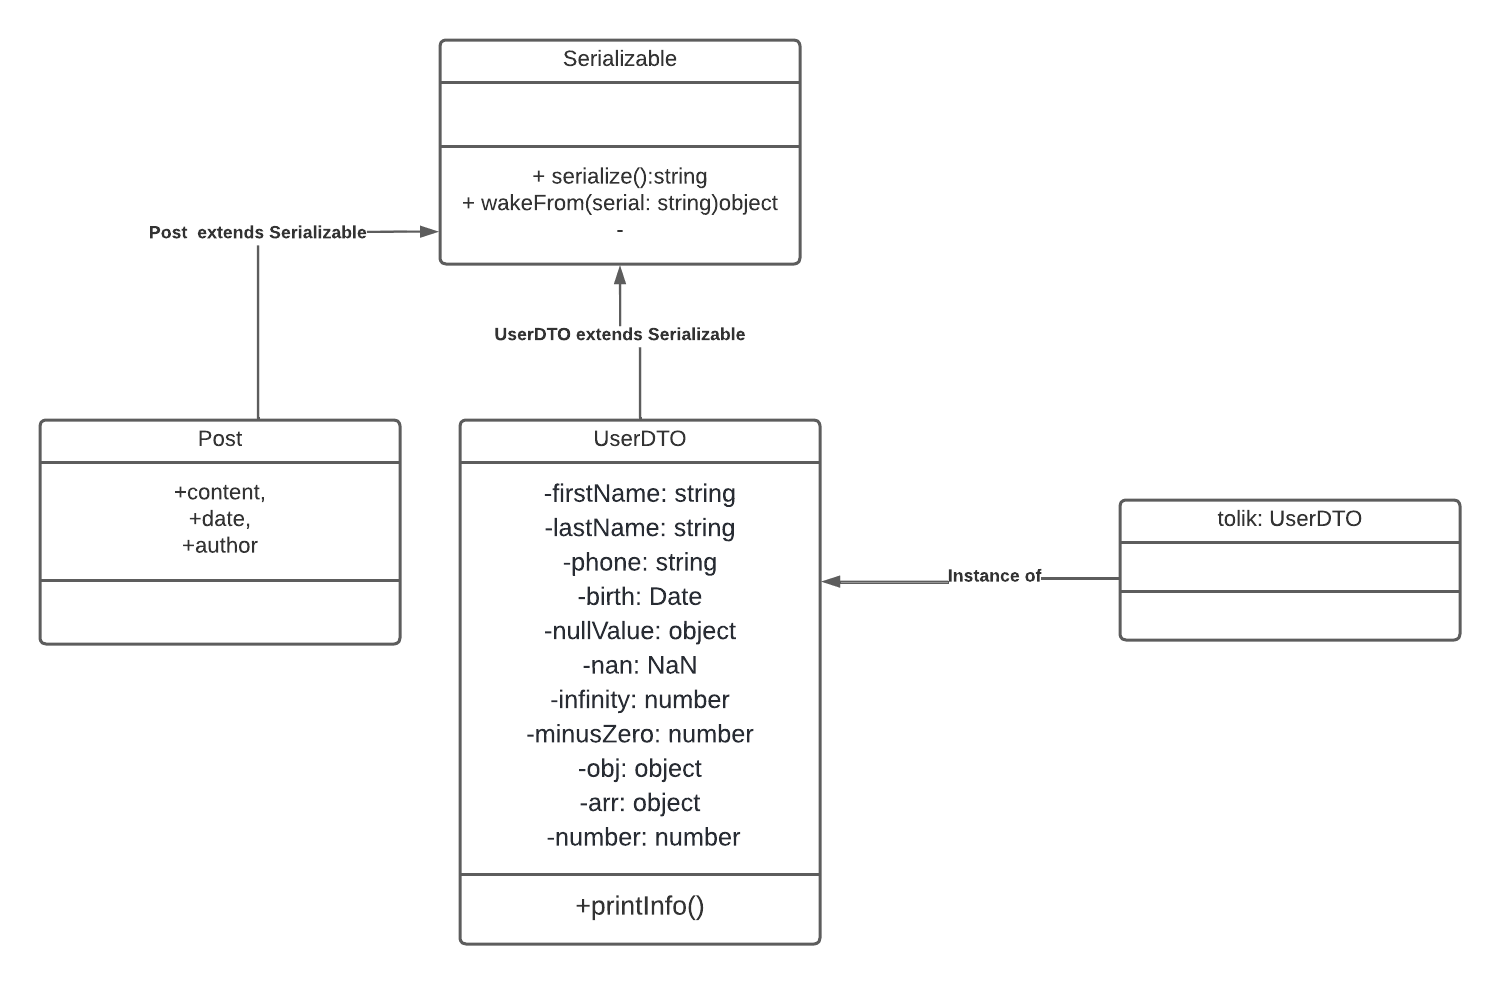 Serializable
+ serialize():string
+ wakeFrom(serial: string)object
-
Post  extends Serializable
UserDTO extends Serializable
Post
+content,
+date,
+author
UserDTO
-firstName: string
-lastName: string
-phone: string
-birth: Date
-nullValue: object
-nan: NaN
-infinity: number
-minusZero: number
-obj: object
-arr: object
-number: number
+printInfo()
Instance of
tolik: UserDTO